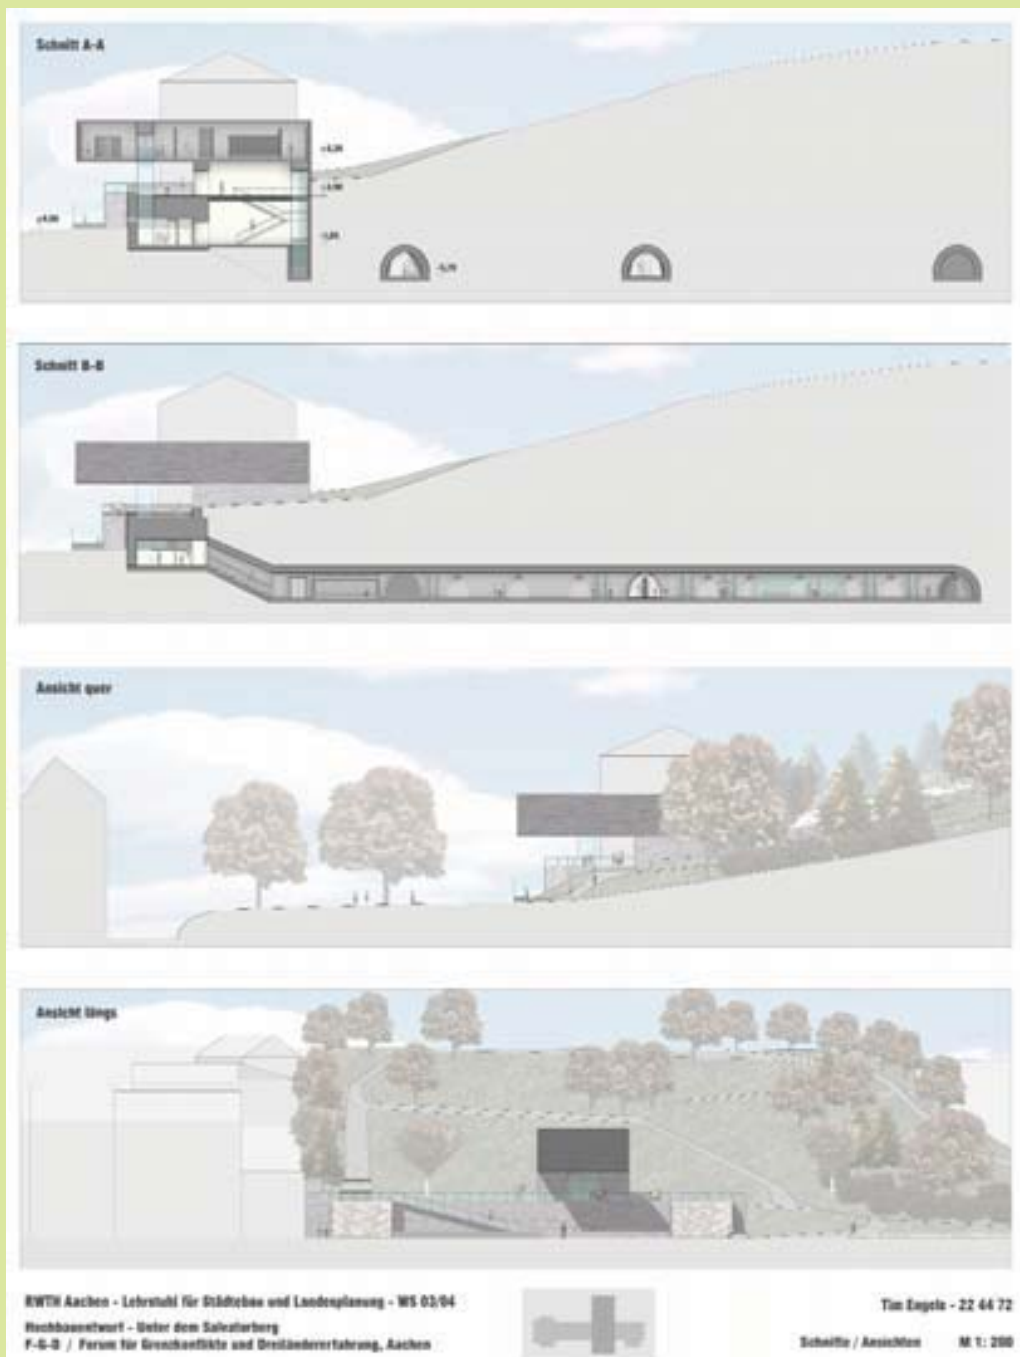 Schnitt A-A
Schnitt B-B
Ansicht quer
Ansicht längs
RWTH Aachen - Lehrstuhl für Städtebau und Landesplanung - WS 03/04
Hochbauentwurf - Unter dem Salvatorberg
F-G-D / Forum für Grenzkonflikte und Dreiländererfahrung, Aachen
Tim Engels - 22 44 72
Schnitte / Ansichten M 1: 200